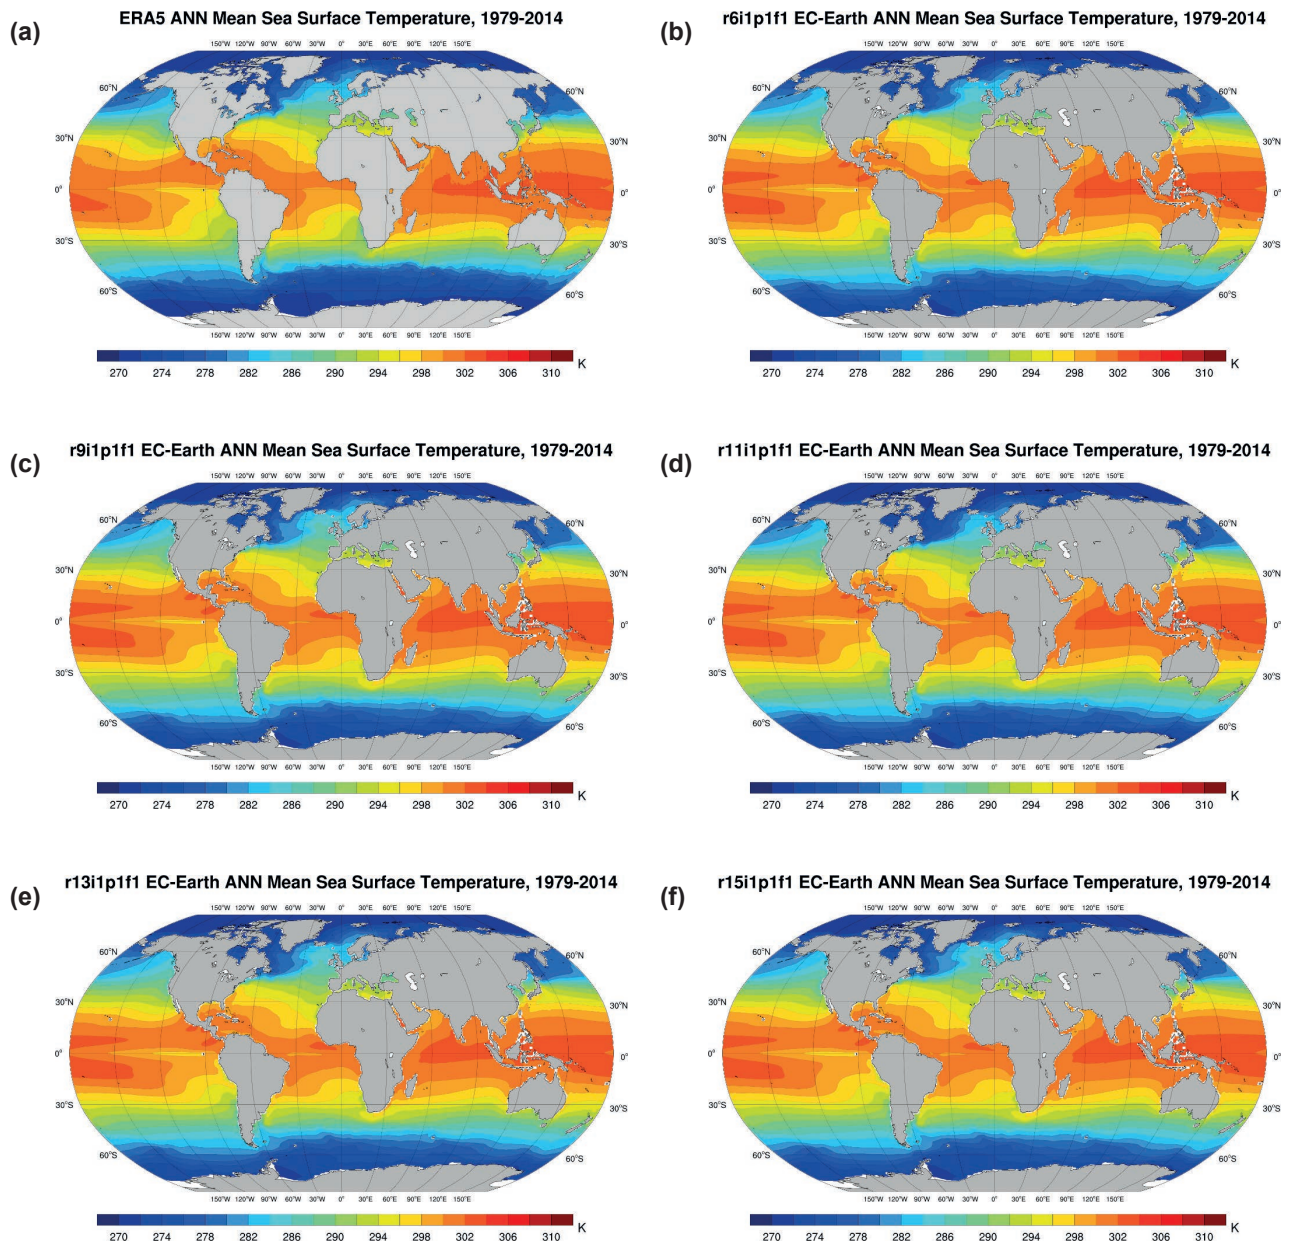 (a)
ERA5 ANN Mean Sea Surface Temperature, 1979-2014
150°W 120°W 90°W 60°W 30°W 0° 30°E 60°E 90°E 120°E 150°E
60°N
30°N 30°N
0° 0°
30°S 30°S
60°S 60°S
150°W 120°W 90°W 60°W 30°W 0° 30°E 60°E 90°E 120°E 150°E
270 274 278 282 286 290 294 298 302 306 310 K
(b)
r6i1p1f1 EC-Earth ANN Mean Sea Surface Temperature, 1979-2014
150°W 120°W 90°W 60°W 30°W 0° 30°E 60°E 90°E 120°E 150°E
60°N
30°N 30°N
0° 0°
30°S 30°S
60°S 60°S
150°W 120°W 90°W 60°W 30°W 0° 30°E 60°E 90°E 120°E 150°E
270 274 278 282 286 290 294 298 302 306 310 K
(c)
r9i1p1f1 EC-Earth ANN Mean Sea Surface Temperature, 1979-2014
150°W 120°W 90°W 60°W 30°W 0° 30°E 60°E 90°E 120°E 150°E
60°N
30°N 30°N
0° 0°
30°S 30°S
60°S 60°S
150°W 120°W 90°W 60°W 30°W 0° 30°E 60°E 90°E 120°E 150°E
270 274 278 282 286 290 294 298 302 306 310 K
(d)
r11i1p1f1 EC-Earth ANN Mean Sea Surface Temperature, 1979-2014
150°W 120°W 90°W 60°W 30°W 0° 30°E 60°E 90°E 120°E 150°E
60°N
30°N 30°N
0° 0°
30°S 30°S
60°S 60°S
150°W 120°W 90°W 60°W 30°W 0° 30°E 60°E 90°E 120°E 150°E
270 274 278 282 286 290 294 298 302 306 310 K
(e)
r13i1p1f1 EC-Earth ANN Mean Sea Surface Temperature, 1979-2014
150°W 120°W 90°W 60°W 30°W 0° 30°E 60°E 90°E 120°E 150°E
60°N
30°N 30°N
0° 0°
30°S 30°S
60°S 60°S
150°W 120°W 90°W 60°W 30°W 0° 30°E 60°E 90°E 120°E 150°E
270 274 278 282 286 290 294 298 302 306 310 K
(f)
r15i1p1f1 EC-Earth ANN Mean Sea Surface Temperature, 1979-2014
150°W 120°W 90°W 60°W 30°W 0° 30°E 60°E 90°E 120°E 150°E
60°N
30°N 30°N
0° 0°
30°S 30°S
60°S 60°S
150°W 120°W 90°W 60°W 30°W 0° 30°E 60°E 90°E 120°E 150°E
270 274 278 282 286 290 294 298 302 306 310 K